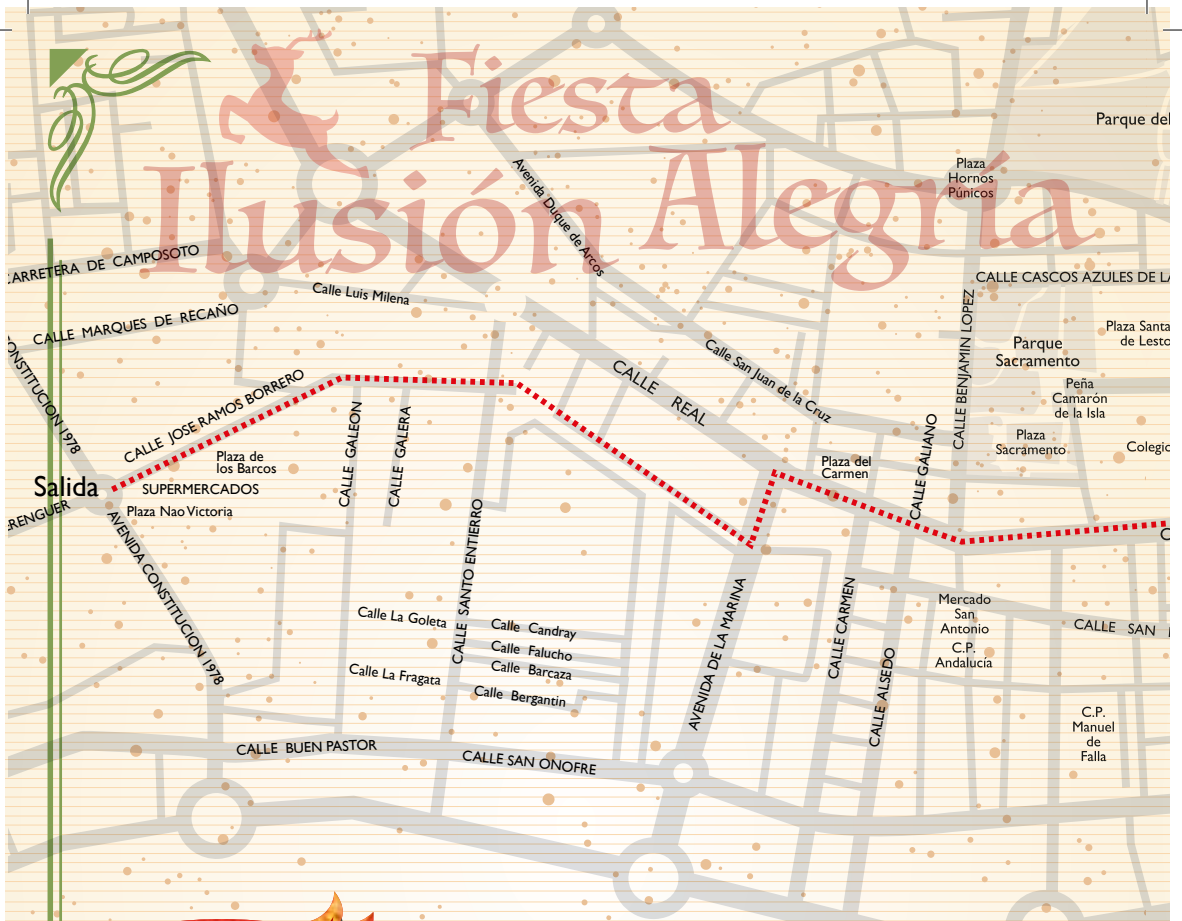 Fiesta
Ilusión Alegría
Parque del
Plaza
Hornos
Púnicos
Avenida Duque de Arcos
CARRETERA DE CAMPOSOTO
CALLE CASCOS AZULES DE LA
Calle Luis Milena
CALLE MARQUES DE RECAÑO
CALLE BENJAMIN LOPEZ
Plaza Santa
de Lesto
Parque
Sacramento
CONSTITUCION 1978
CALLE JOSE RAMOS BORRERO
CALLE REAL
Calle San Juan de la Cruz
Peña
Camarón
de la Isla
CALLE GALEON
CALLE GALERA
CALLE GALIANO
Plaza
Sacramento
Colegio
Plaza de
los Barcos
Plaza del
Carmen
Salida
SUPERMERCADOS
Plaza Nao Victoria
RENGUER
AVENIDA CONSTITUCION 1978
CALLE SANTO ENTIERRO
C
Calle La Goleta
Calle Candray
Calle Falucho
Calle Barcaza
Calle La Fragata
Calle Bergantin
AVENIDA DE LA MARINA
CALLE CARMEN
CALLE ALSEDO
Mercado
San
Antonio
C.P.
Andalucía
CALLE SAN
C.P.
Manuel
de
Falla
CALLE BUEN PASTOR
CALLE SAN ONOFRE